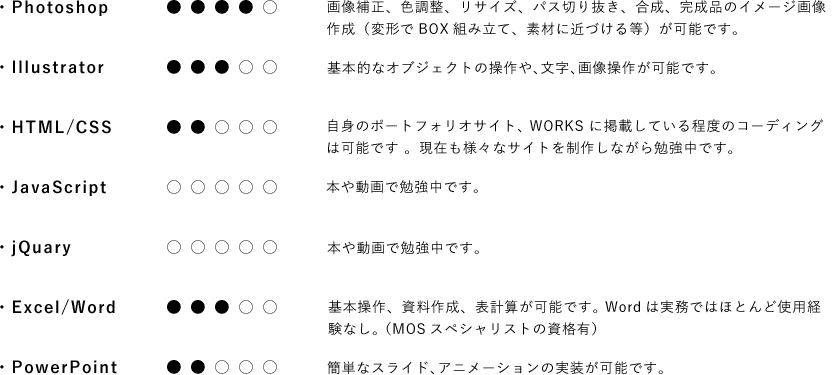 ・Photoshop ●●●●○ 画像補正、色調整、リサイズ、パス切り抜き、合成、完成品のイメージ画像
作成（変形で BOX 組み立て、素材に近づける等）が可能です。
・Illustrator ●●●○○ 基本的なオブジェクトの操作や、文字、画像操作が可能です。
・HTML/CSS ●●○○○ 自身のポートフォリオサイト、WORKS に掲載している程度のコーディング
は可能です 。現在も様々なサイトを制作しながら勉強中です。
・JavaScript ○○○○○ 本や動画で勉強中です。
・jQuary ○○○○○ 本や動画で勉強中です。
・Excel/Word ●●●○○ 基本操作、資料作成、表計算が可能です。Word は実務ではほとんど使用経
験なし。（MOS スペシャリストの資格有）
・PowerPoint ●●○○○ 簡単なスライド、アニメーションの実装が可能です。